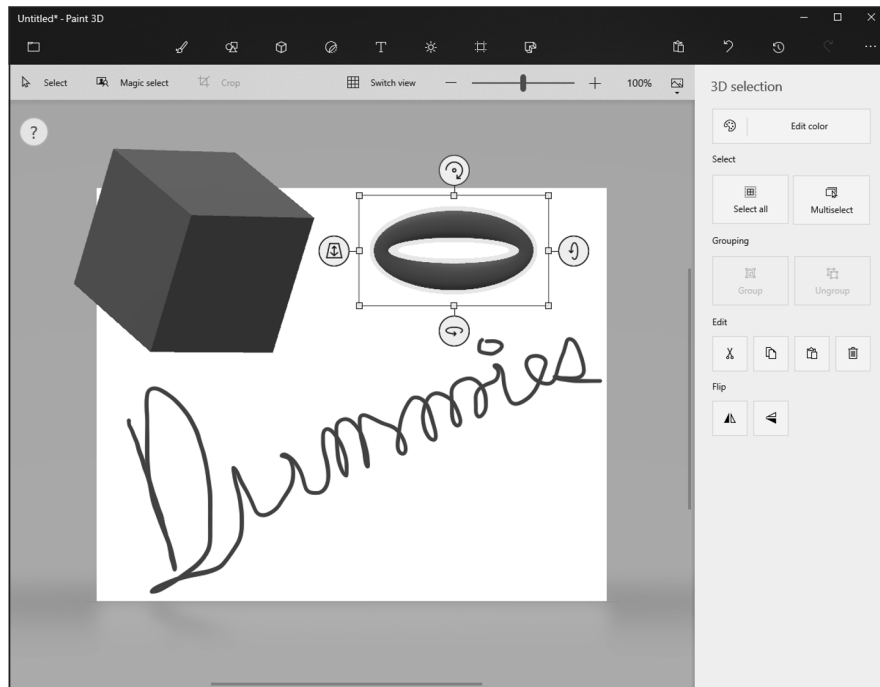 Untitled* - Paint 3D
Select Magic select Crop Switch view 100%
3D selection
Edit color
Select
Select all Multiselect
Grouping
Group Ungroup
Edit
Flip
?
Dummies